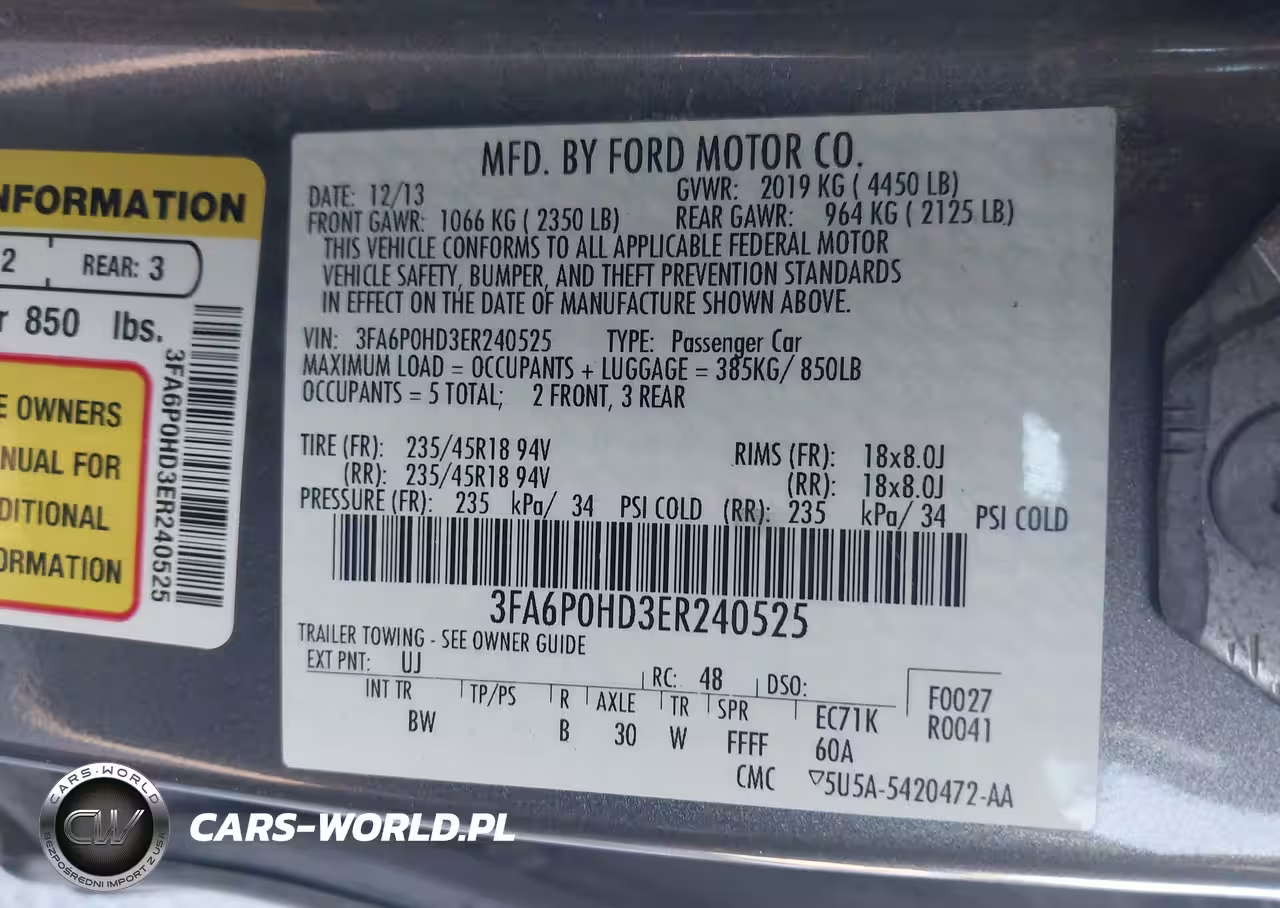 NFORMATION
2 REAR: 3
r 850 lbs.
E OWNERS
NUAL FOR
DITIONAL
ORMATION
3FA6P0HD3ER240525
MFD. BY FORD MOTOR CO.
DATE: 12/13 GVWR: 2019 KG ( 4450 LB)
FRONT GAWR: 1066 KG ( 2350 LB) REAR GAWR: 964 KG ( 2125 LB)
THIS VEHICLE CONFORMS TO ALL APPLICABLE FEDERAL MOTOR
VEHICLE SAFETY, BUMPER, AND THEFT PREVENTION STANDARDS
IN EFFECT ON THE DATE OF MANUFACTURE SHOWN ABOVE.
VIN: 3FA6P0HD3ER240525 TYPE: Passenger Car
MAXIMUM LOAD = OCCUPANTS + LUGGAGE = 385KG/ 850LB
OCCUPANTS = 5 TOTAL; 2 FRONT, 3 REAR
TIRE (FR): 235/45R18 94V RIMS (FR): 18x8.0J
(RR): 235/45R18 94V (RR): 18x8.0J
PRESSURE (FR): 235 kPa/ 34 PSI COLD (RR): 235 kPa/ 34 PSI COLD
3FA6P0HD3ER240525
TRAILER TOWING - SEE OWNER GUIDE
EXT PNT: UJ RC: 48 DSO:
INT TR TP/PS R AXLE TR SPR EC71K F0027
BW B 30 W FFFF 60A R0041
CMC ▽5U5A-5420472-AA
CARS-WORLD
CW
BEZPOŚREDNI IMPORT Z USA
CARS-WORLD.PL